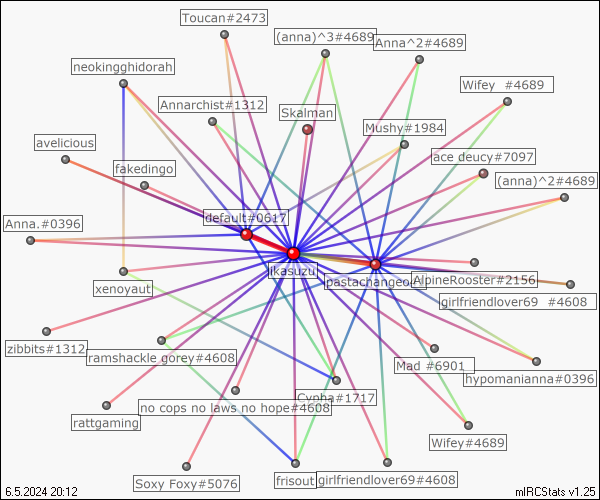 Toucan#2473
(anna)^3#4689
Anna^2#4689
neokingghidorah
Wifey #4689
Annarchist#1312
Skalman
Mushy#1984
avelicious
ace deucy#7097
fakedingo
(anna)^2#4689
default#0617
Anna.#0396
jkasuzu
pastachangeo
AlpineRooster#2156
xenoyaut
girlfriendlover69 #4608
zibbits#1312
ramshackle gorey#4608
Mad #6901
hypomanianna#0396
Cypha#1717
no cops no laws no hope#4608
rattgaming
Wifey#4689
Soxy Foxy#5076
frisout
girlfriendlover69#4608
6.5.2024 20:12
mIRCStats v1.25